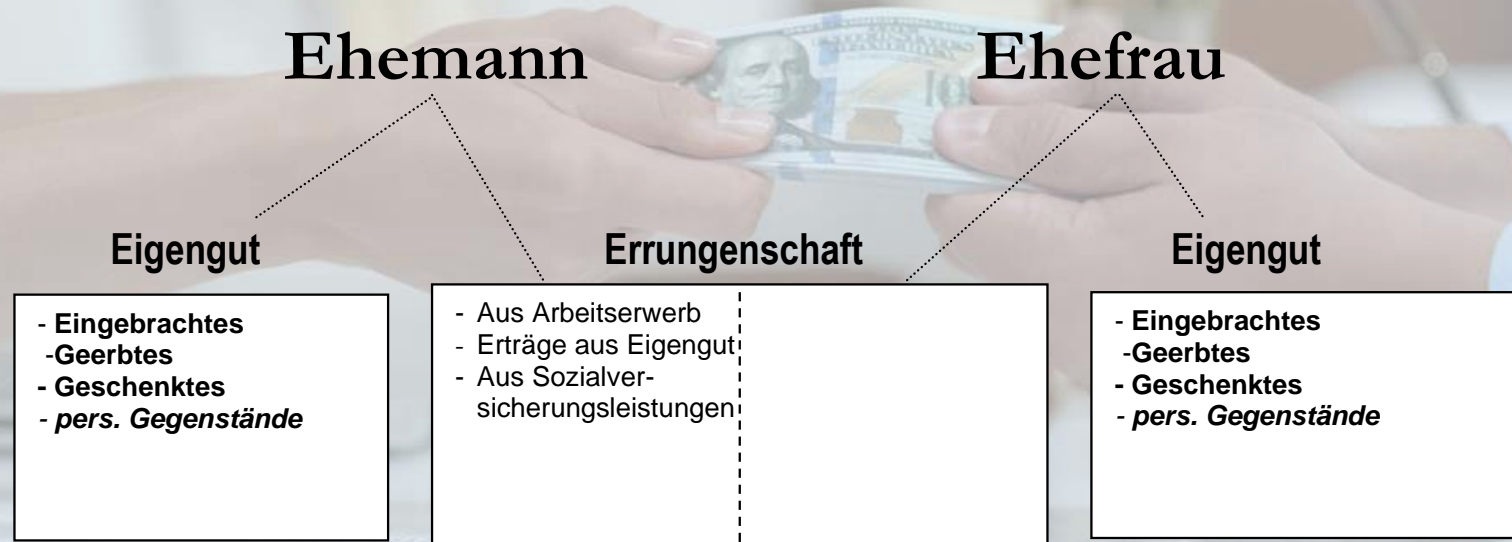 Ehemann
Ehefrau
Eigengut
Errungenschaft
Eigengut
- Eingebrachtes
-Geerbtes
- Geschenktes
- pers. Gegenstände
- Aus Arbeitserwerb
- Erträge aus Eigengut
- Aus Sozialver-
sicherungsleistungen
- Eingebrachtes
-Geerbtes
- Geschenktes
- pers. Gegenstände